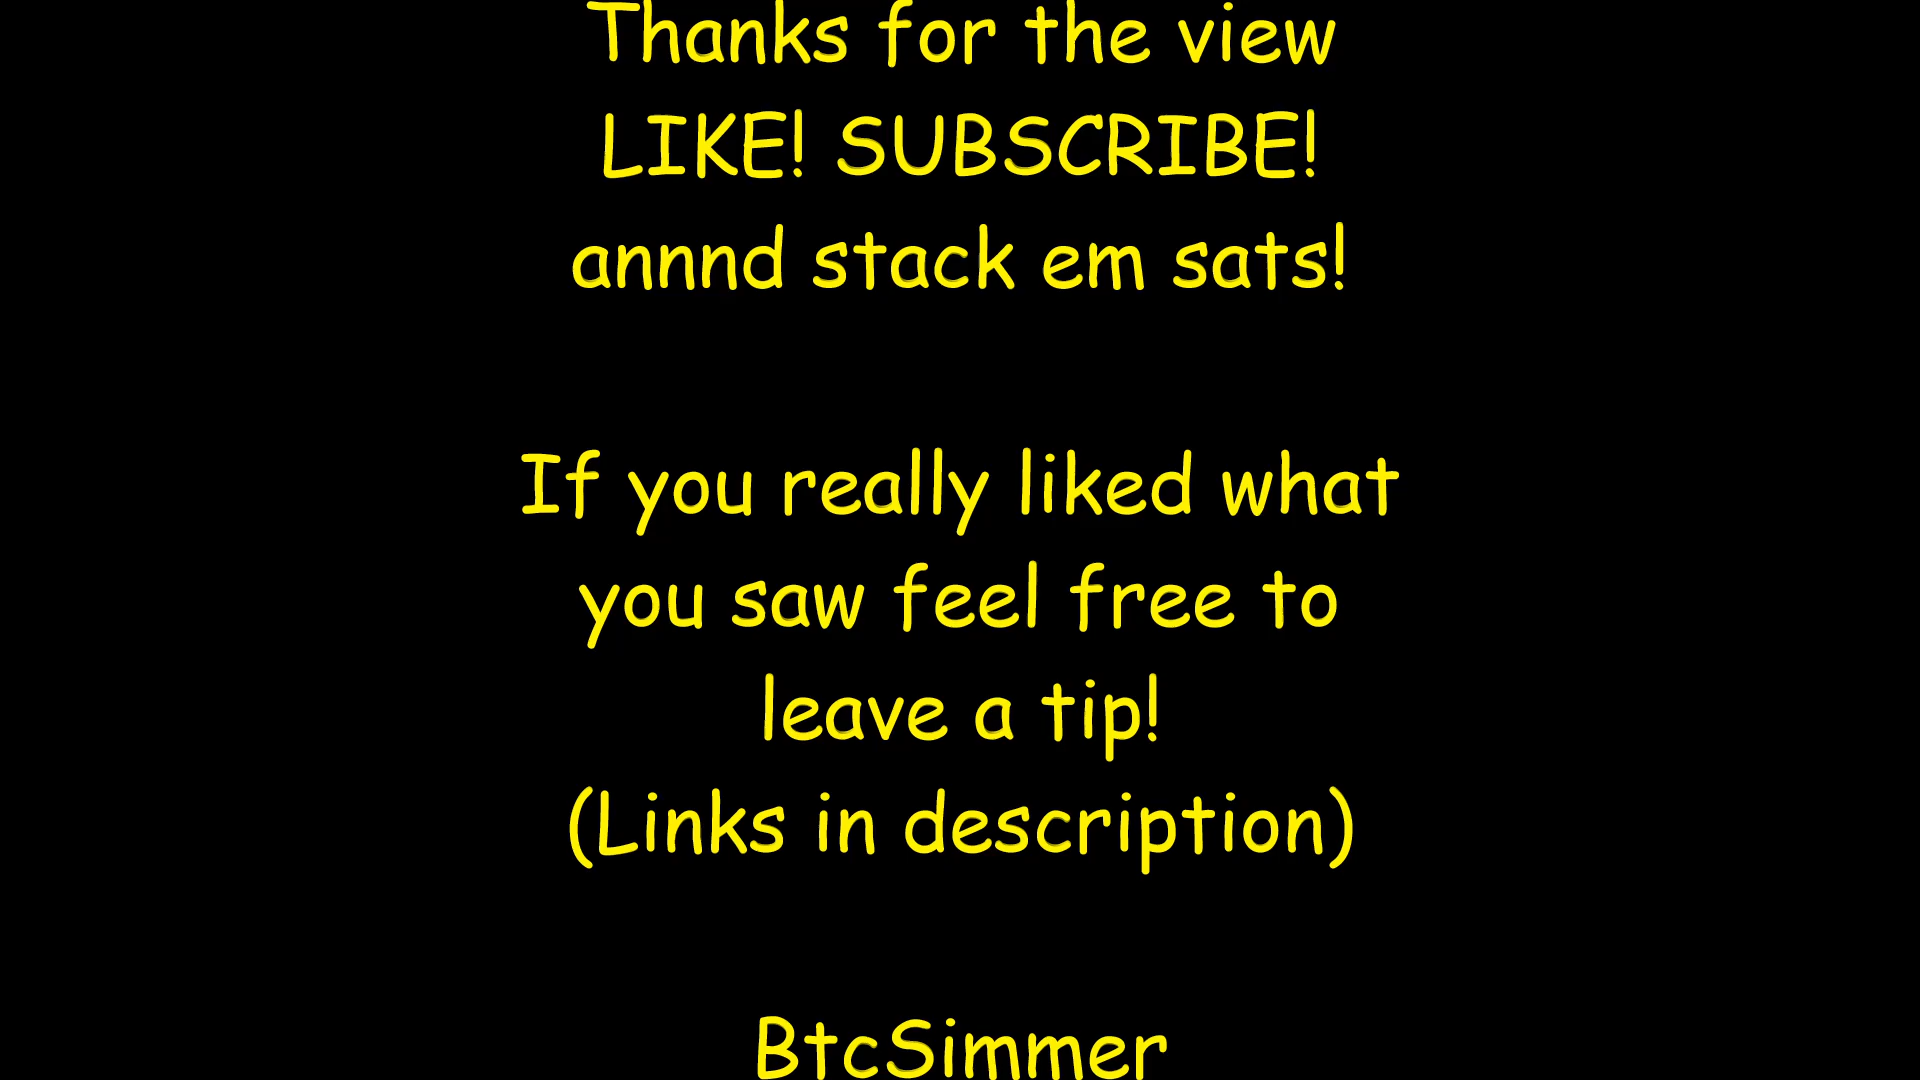 Thanks for the view
LIKE! SUBSCRIBE!
annnd stack em sats!
If you really liked what
you saw feel free to
leave a tip!
(Links in description)
BtcSimmer